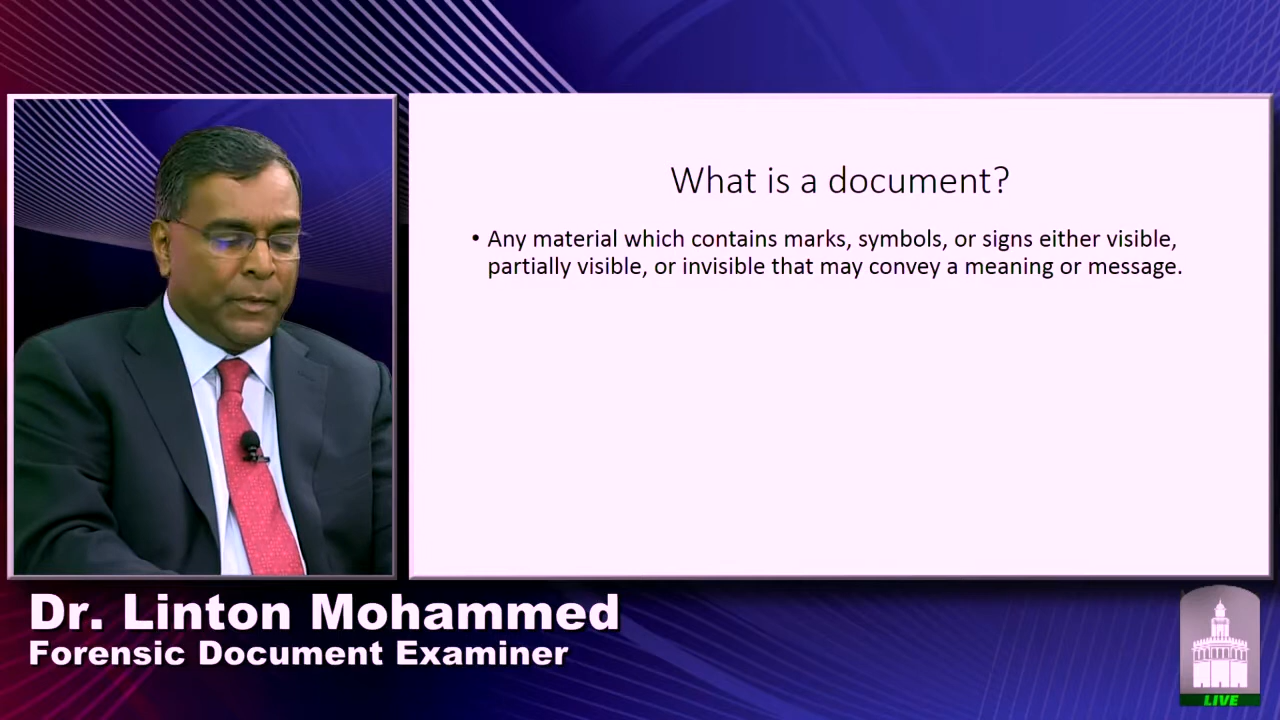 What is a document?
• Any material which contains marks, symbols, or signs either visible,
partially visible, or invisible that may convey a meaning or message.
Dr. Linton Mohammed
Forensic Document Examiner
LIVE